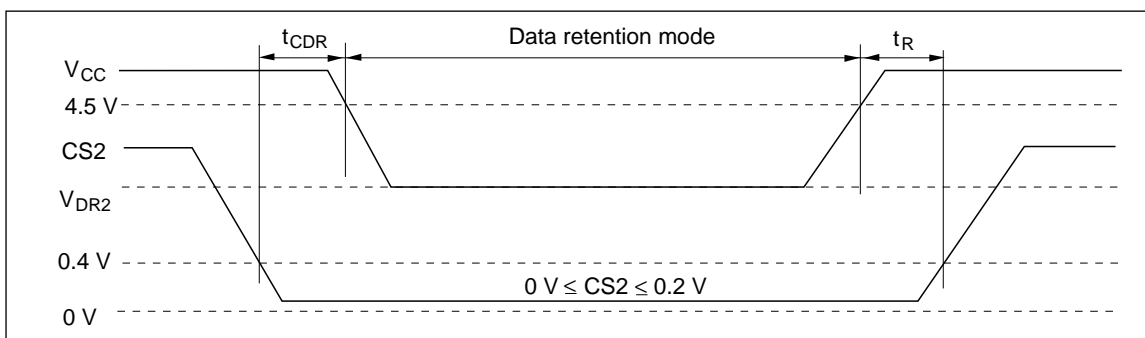 tCDR
Data retention mode
tR
VCC
4.5 V
CS2
VDR2
0.4 V
0 V ≤ CS2 ≤ 0.2 V
0 V